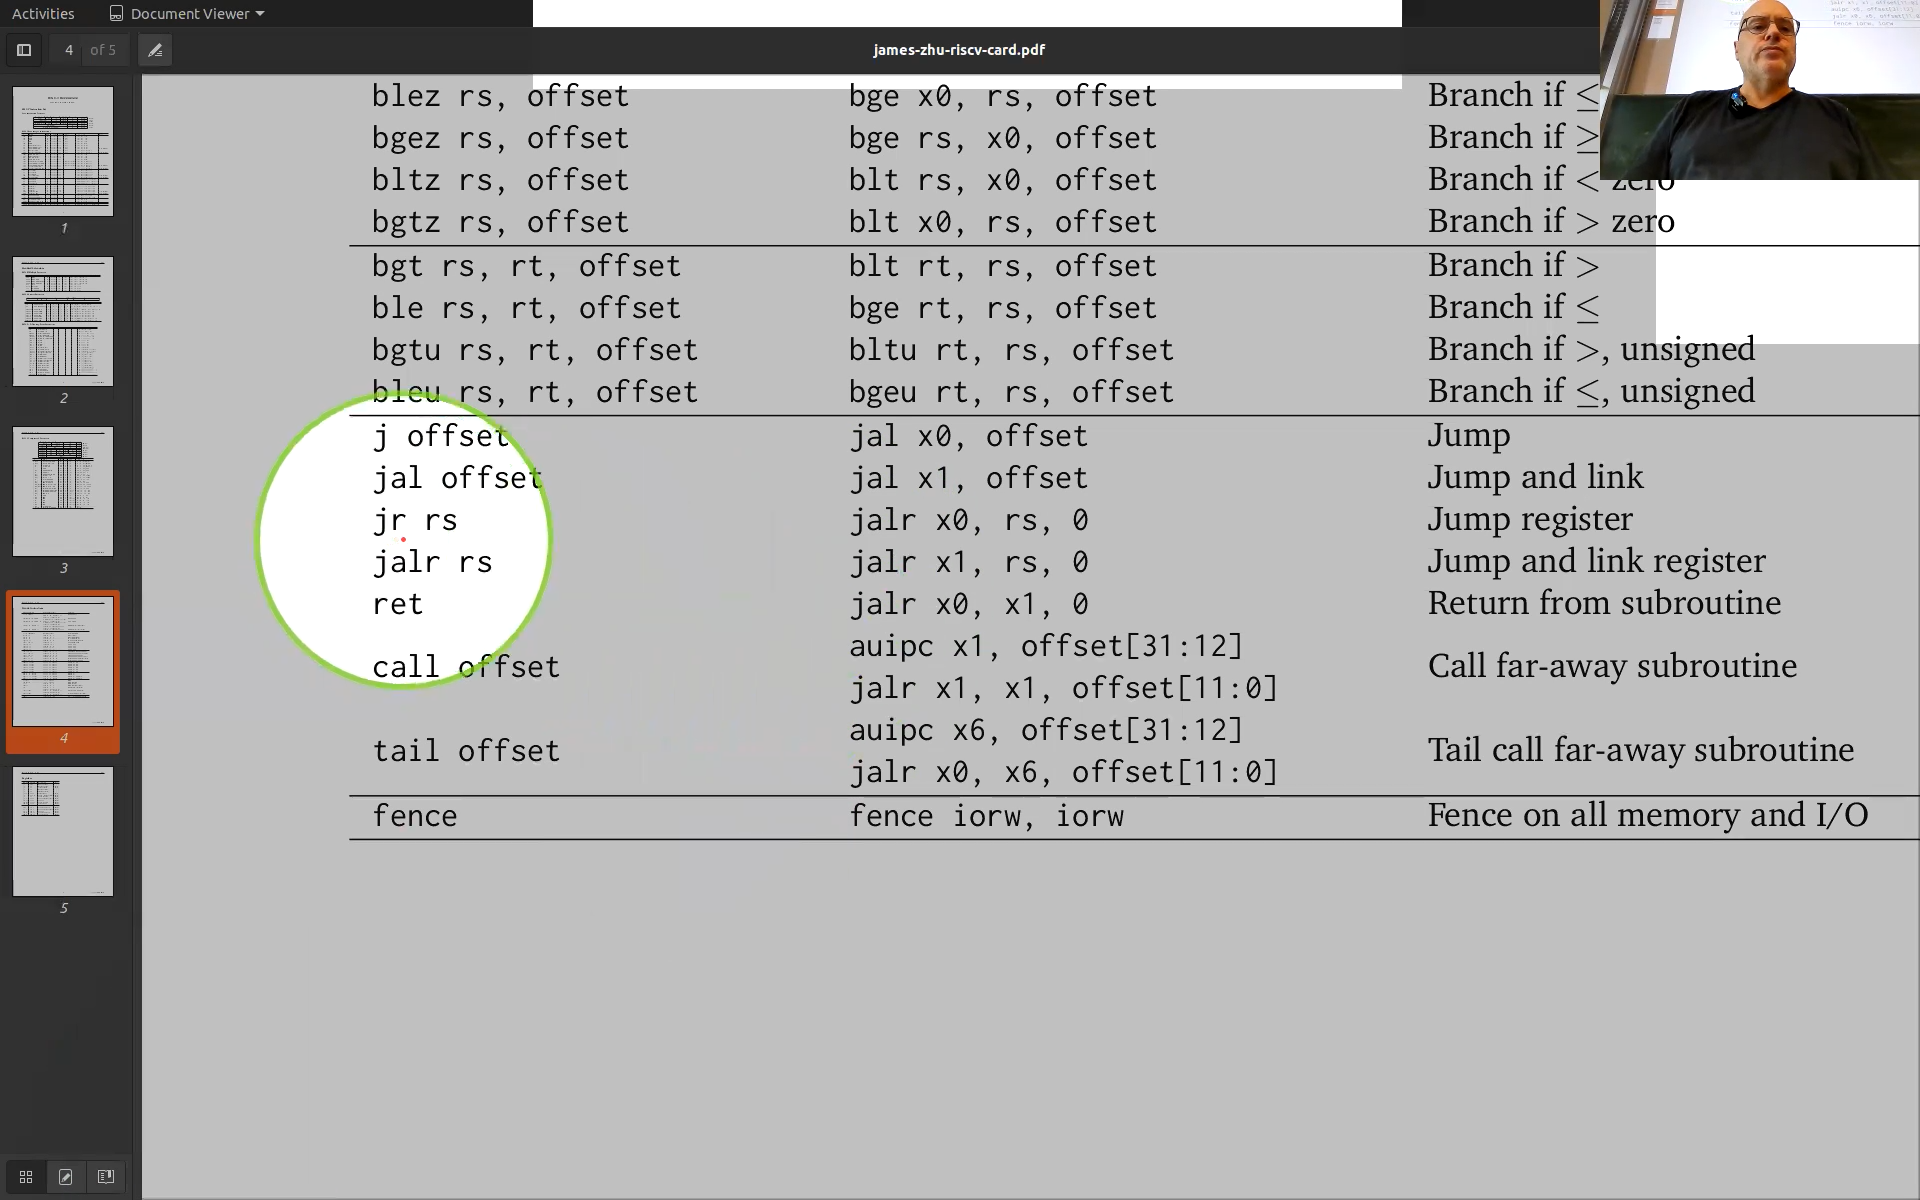 Activities Document Viewer
4 of 5 james-zhu-riscv-card.pdf
blez rs, offset bge x0, rs, offset Branch if ≤
bgez rs, offset bge rs, x0, offset Branch if ≥
bltz rs, offset blt rs, x0, offset Branch if < zero
bgtz rs, offset blt x0, rs, offset Branch if > zero
bgt rs, rt, offset blt rt, rs, offset Branch if >
ble rs, rt, offset bge rt, rs, offset Branch if ≤
bgtu rs, rt, offset bltu rt, rs, offset Branch if >, unsigned
bleu rs, rt, offset bgeu rt, rs, offset Branch if ≤, unsigned
j offset jal x0, offset Jump
jal offset jal x1, offset Jump and link
jr rs jalr x0, rs, 0 Jump register
jalr rs jalr x1, rs, 0 Jump and link register
ret jalr x0, x1, 0 Return from subroutine
call offset auipc x1, offset[31:12] Call far-away subroutine
jalr x1, x1, offset[11:0]
tail offset auipc x6, offset[31:12] Tail call far-away subroutine
jalr x0, x6, offset[11:0]
fence fence iorw, iorw Fence on all memory and I/O
1
2
3
4
5